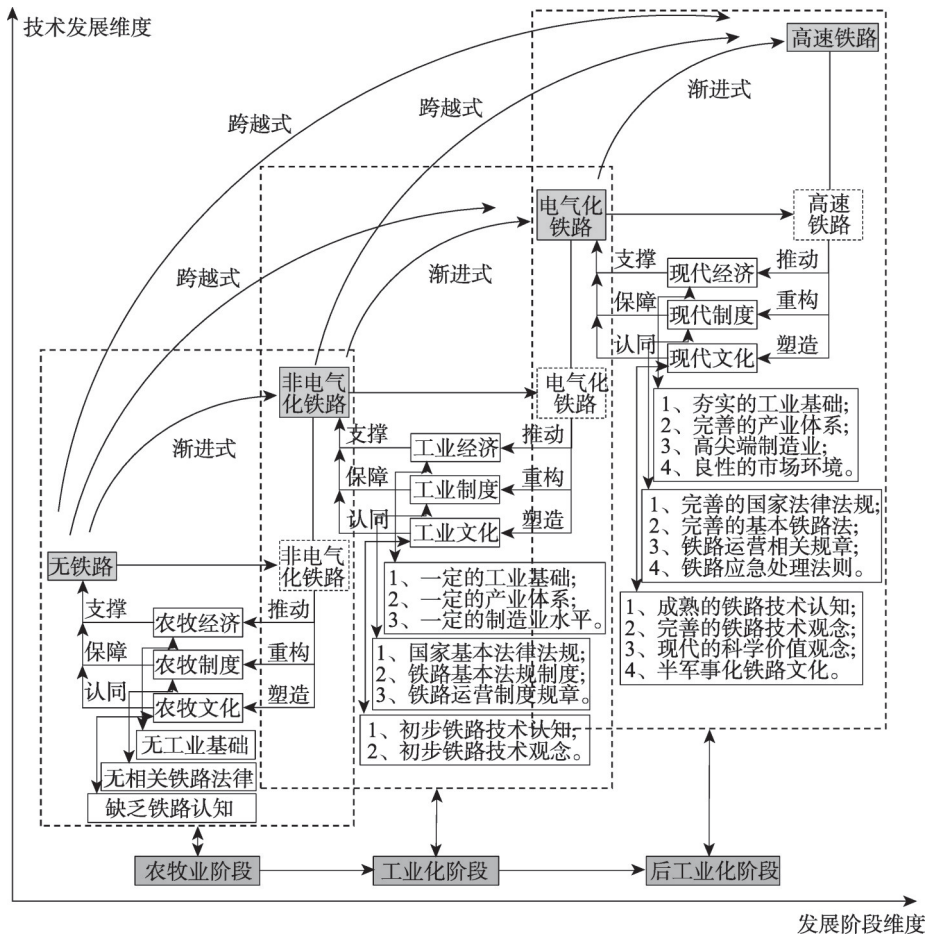 技术发展维度
高速铁路
跨越式
跨越式
渐进式
电气化
铁路
高速
铁路
跨越式
渐进式
支撑
现代经济
推动
保障
现代制度
重构
认同
现代文化
塑造
非电气
化铁路
电气化
铁路
1、夯实的工业基础;
2、完善的产业体系;
3、高尖端制造业;
4、良性的市场环境。
渐进式
支撑
工业经济
推动
保障
工业制度
重构
认同
工业文化
塑造
1、完善的国家法律法规;
2、完善的基本铁路法;
3、铁路运营相关规章;
4、铁路应急处理法则。
无铁路
非电气
化铁路
1、一定的工业基础;
2、一定的产业体系;
3、一定的制造业水平。
1、成熟的铁路技术认知;
2、完善的铁路技术观念;
3、现代的科学价值观念;
4、半军事化铁路文化。
支撑
农牧经济
推动
保障
农牧制度
重构
认同
农牧文化
塑造
1、国家基本法律法规;
2、铁路基本法规制度;
3、铁路运营制度规章。
无工业基础
1、初步铁路技术认知;
2、初步铁路技术观念。
无相关铁路法律
缺乏铁路认知
农牧业阶段
工业化阶段
后工业化阶段
发展阶段维度